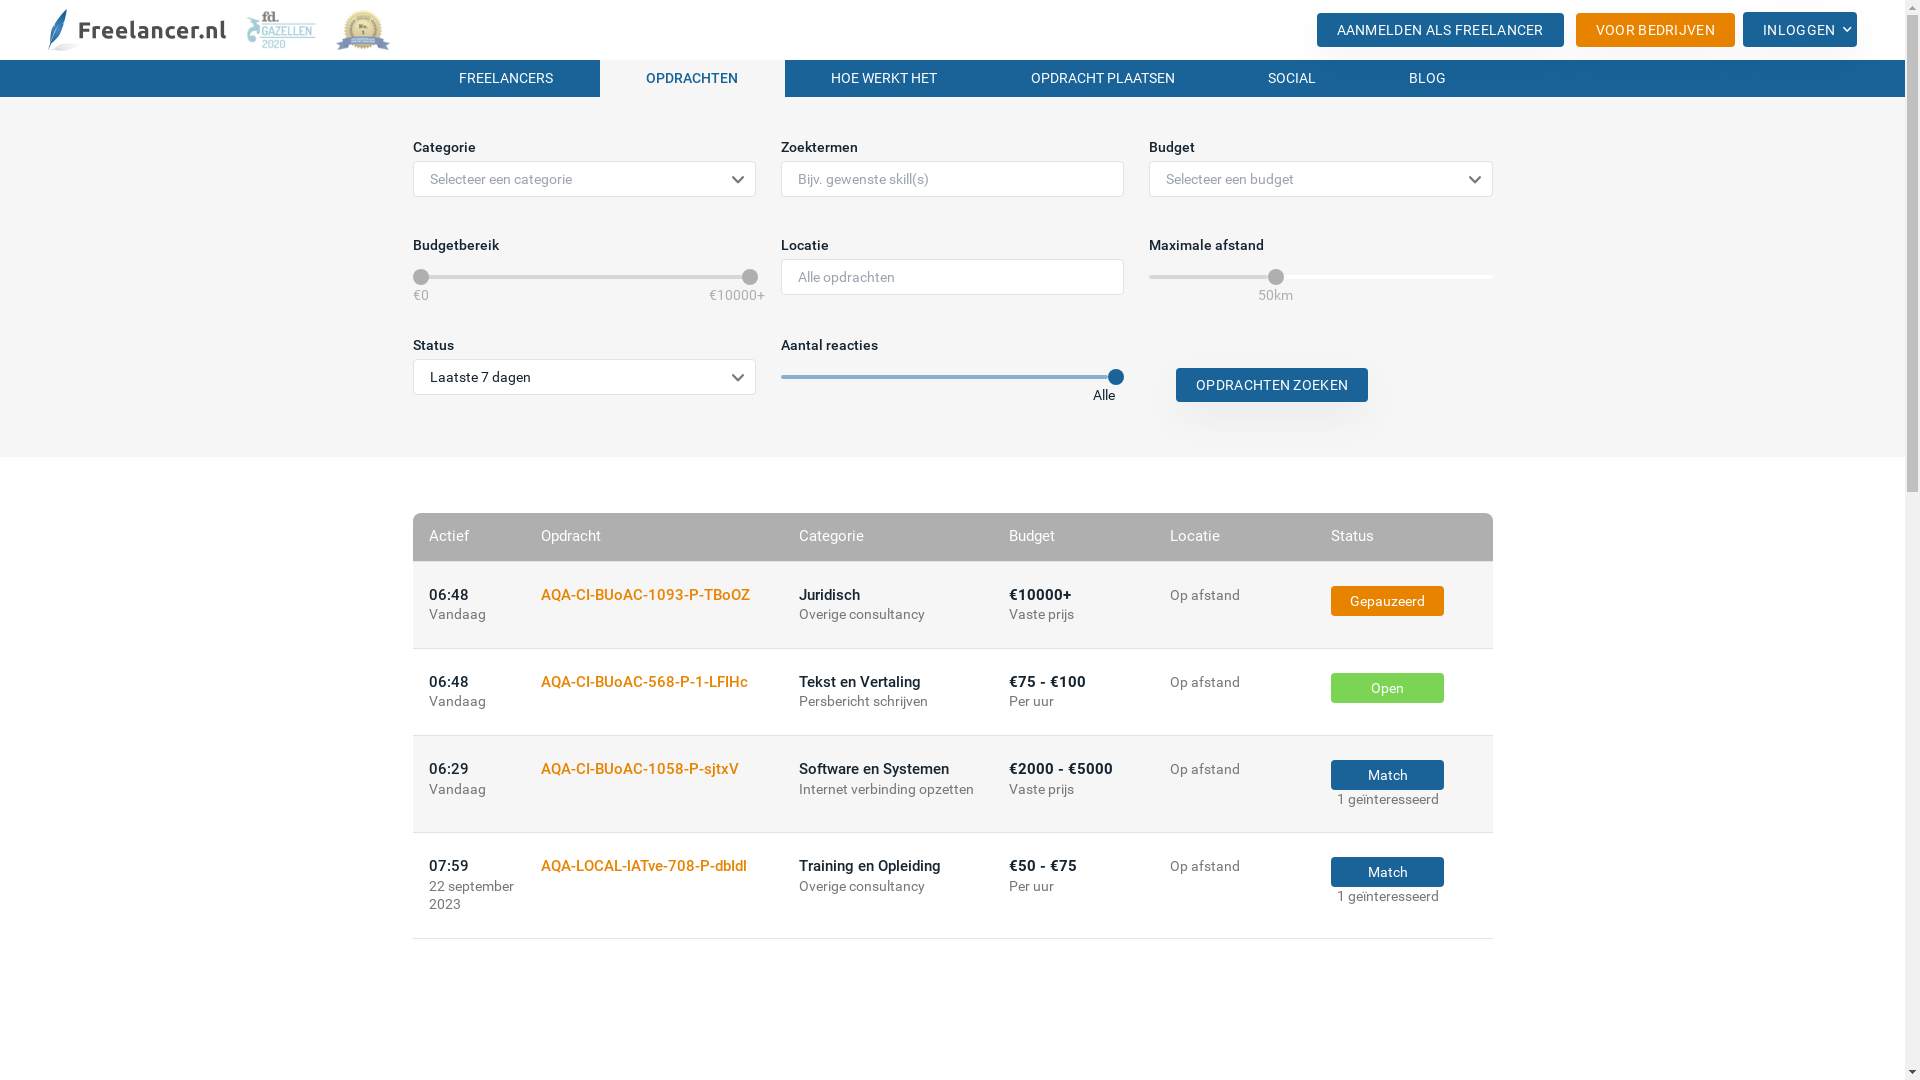 Freelancer.nl
fd.
GAZELLEN
2020
AANMELDEN ALS FREELANCER
VOOR BEDRIJVEN
INLOGGEN
FREELANCERS
OPDRACHTEN
HOE WERKT HET
OPDRACHT PLAATSEN
SOCIAL
BLOG
Categorie
Zoektermen
Budget
Selecteer een categorie
Bijv. gewenste skill(s)
Selecteer een budget
Budgetbereik
Locatie
Maximale afstand
Alle opdrachten
€0
€10000+
50km
Status
Aantal reacties
Laatste 7 dagen
Alle
OPDRACHTEN ZOEKEN
Actief Opdracht Categorie Budget Locatie Status
06:48 AQA-CI-BUoAC-1093-P-TBoOZ Juridisch €10000+ Op afstand Gepauzeerd
Vandaag Overige consultancy Vaste prijs
06:48 AQA-CI-BUoAC-568-P-1-LFIHc Tekst en Vertaling €75 - €100 Op afstand Open
Vandaag Persbericht schrijven Per uur
06:29 AQA-CI-BUoAC-1058-P-sjtxV Software en Systemen €2000 - €5000 Op afstand Match
Vandaag Internet verbinding opzetten Vaste prijs 1 geïnteresseerd
07:59 AQA-LOCAL-IATve-708-P-dbIdI Training en Opleiding €50 - €75 Op afstand Match
22 september Overige consultancy Per uur 1 geïnteresseerd
2023